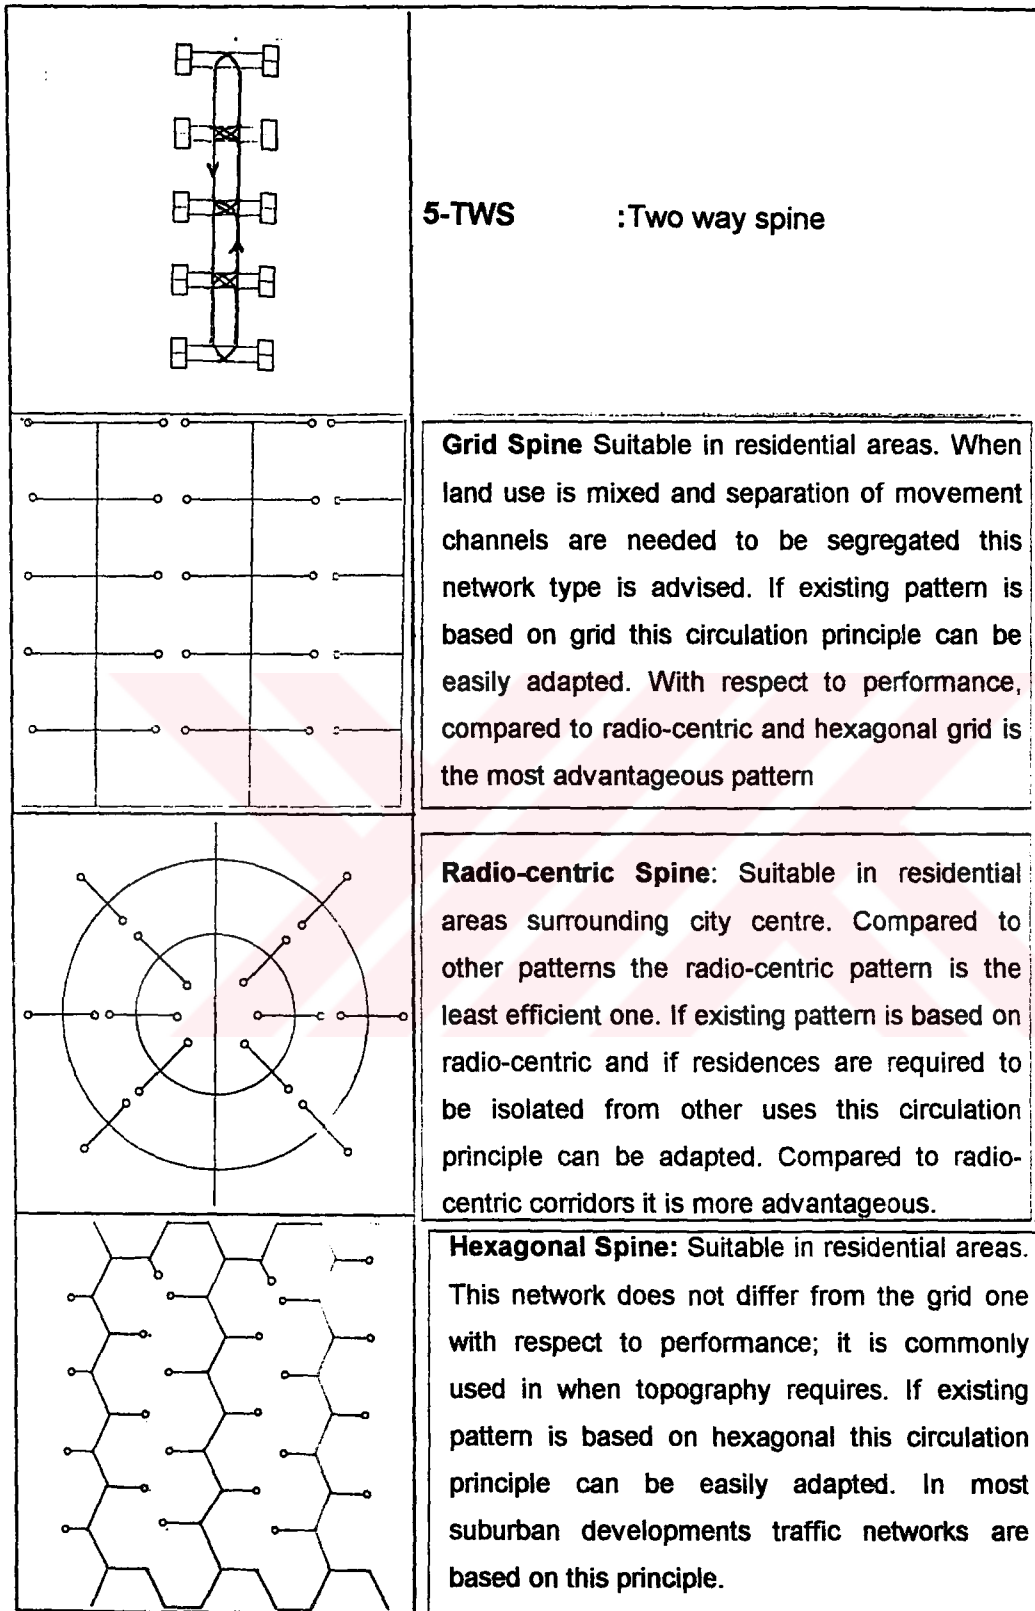 5-TWS :Two way spine
Grid Spine Suitable in residential areas. When
land use is mixed and separation of movement
channels are needed to be segregated this
network type is advised. If existing pattern is
based on grid this circulation principle can be
easily adapted. With respect to performance,
compared to radio-centric and hexagonal grid is
the most advantageous pattern
Radio-centric Spine: Suitable in residential
areas surrounding city centre. Compared to
other patterns the radio-centric pattern is the
least efficient one. If existing pattern is based on
radio-centric and if residences are required to
be isolated from other uses this circulation
principle can be adapted. Compared to radio-
centric corridors it is more advantageous.
Hexagonal Spine: Suitable in residential areas.
This network does not differ from the grid one
with respect to performance; it is commonly
used in when topography requires. If existing
pattern is based on hexagonal this circulation
principle can be easily adapted. In most
suburban developments traffic networks are
based on this principle.